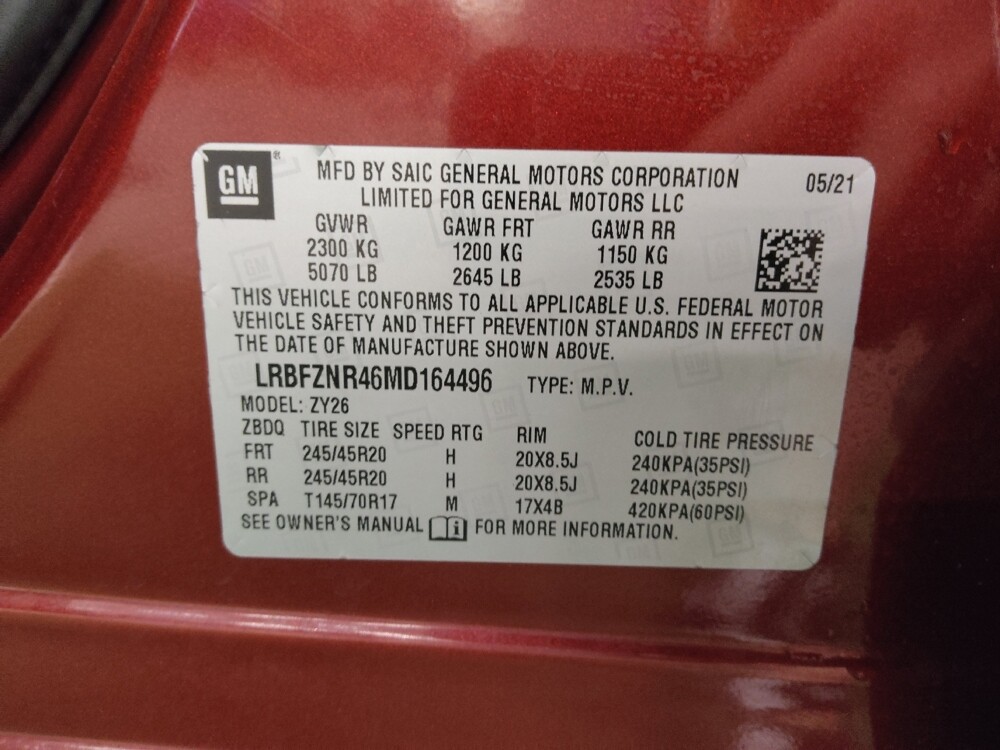 GM ®
MFD BY SAIC GENERAL MOTORS CORPORATION 05/21
LIMITED FOR GENERAL MOTORS LLC
GVWR GAWR FRT GAWR RR
2300 KG 1200 KG 1150 KG
5070 LB 2645 LB 2535 LB
THIS VEHICLE CONFORMS TO ALL APPLICABLE U.S. FEDERAL MOTOR
VEHICLE SAFETY AND THEFT PREVENTION STANDARDS IN EFFECT ON
THE DATE OF MANUFACTURE SHOWN ABOVE.
LRBFZNR46MD164496 TYPE: M.P.V.
MODEL: ZY26
ZBDQ TIRE SIZE SPEED RTG RIM COLD TIRE PRESSURE
FRT 245/45R20 H 20X8.5J 240KPA(35PSI)
RR 245/45R20 H 20X8.5J 240KPA(35PSI)
SPA T145/70R17 M 17X4B 420KPA(60PSI)
SEE OWNER'S MANUAL i FOR MORE INFORMATION.